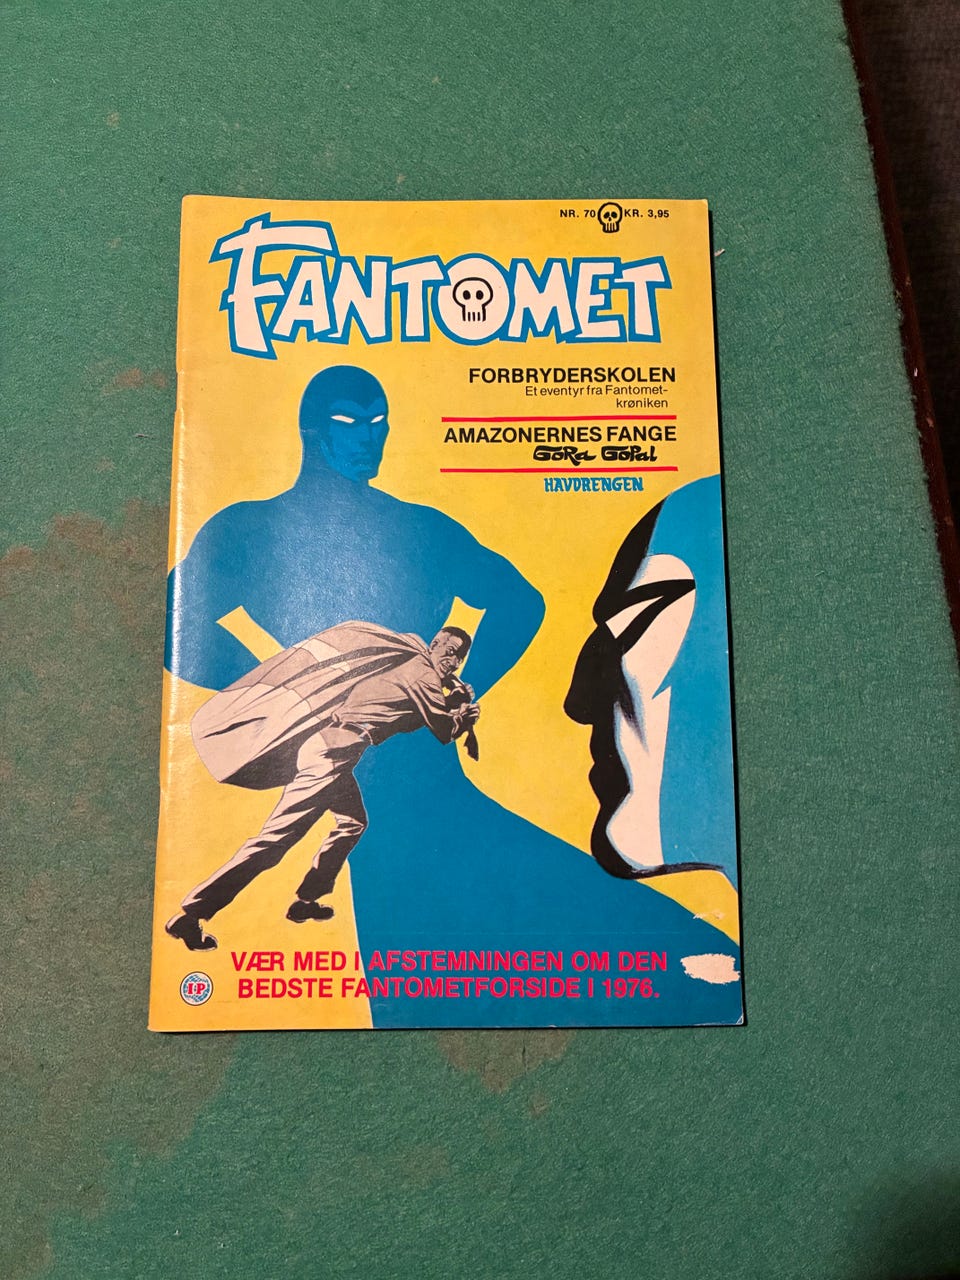 NR. 70 KR. 3,95
FANTOMET
FORBRYDERSKOLEN
Et eventyr fra Fantomet-
krøniken
AMAZONERNES FANGE
GORA GOPAL
HAVDRENGEN
VÆR MED I AFSTEMNINGEN OM DEN
BEDSTE FANTOMETFORSIDE I 1976.
IP